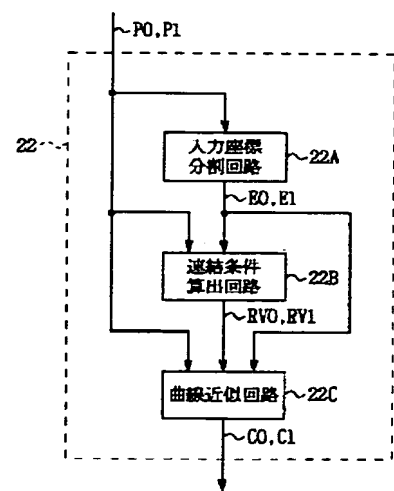 P0, P1
22
入力座標
分割回路
22A
E0, E1
連結条件
算出回路
22B
RV0, RV1
曲線近似回路
22C
C0, C1